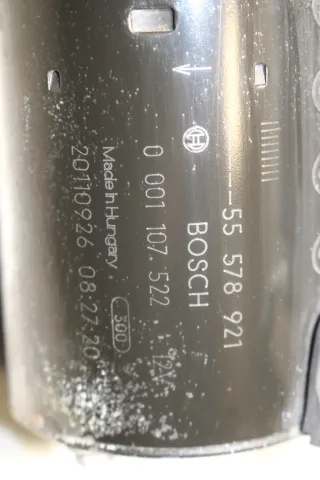 --55 578 921
BOSCH
0 001 107 522 12V
Made in Hungary 300
20110926 08:27:20